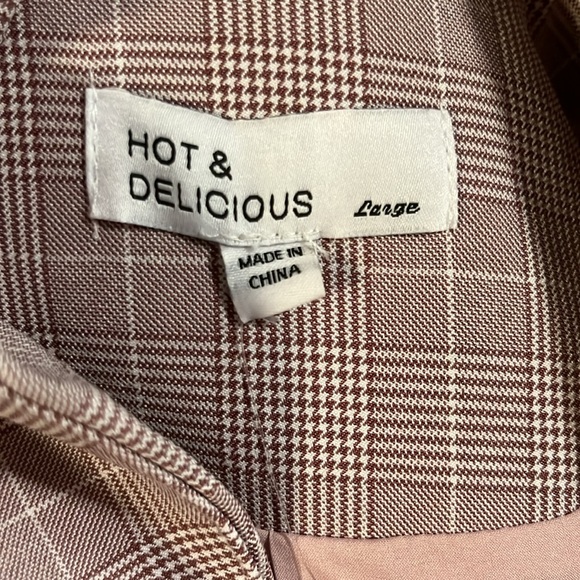 HOT &
DELICIOUS
Large
MADE IN
CHINA